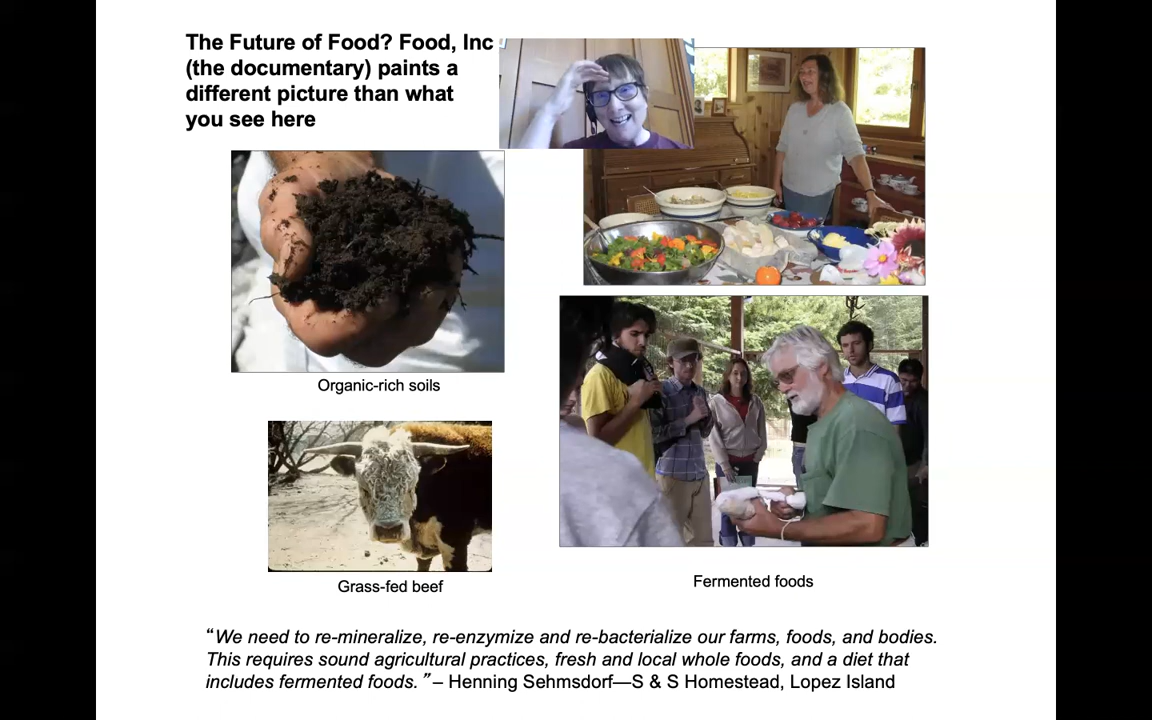 The Future of Food? Food, Inc
(the documentary) paints a
different picture than what
you see here
Organic-rich soils
Grass-fed beef
Fermented foods
“We need to re-mineralize, re-enzymize and re-bacterialize our farms, foods, and bodies.
This requires sound agricultural practices, fresh and local whole foods, and a diet that
includes fermented foods.” – Henning Sehmsdorf—S & S Homestead, Lopez Island